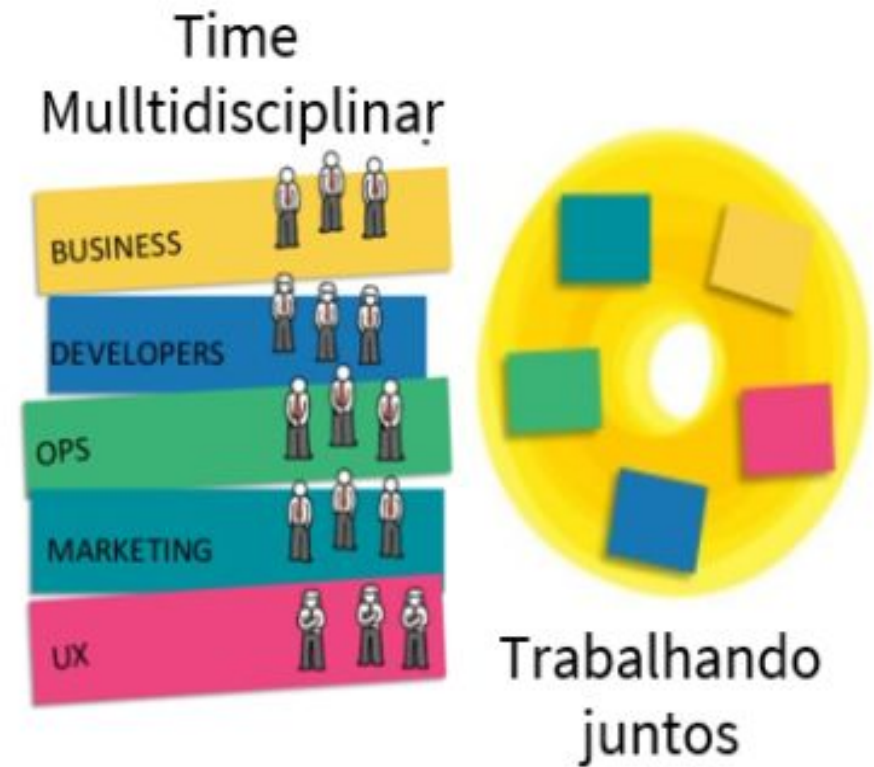 Time
Mulltidisciplinar.
BUSINESS
DEVELOPERS
OPS
MARKETING
UX
Trabalhando
juntos